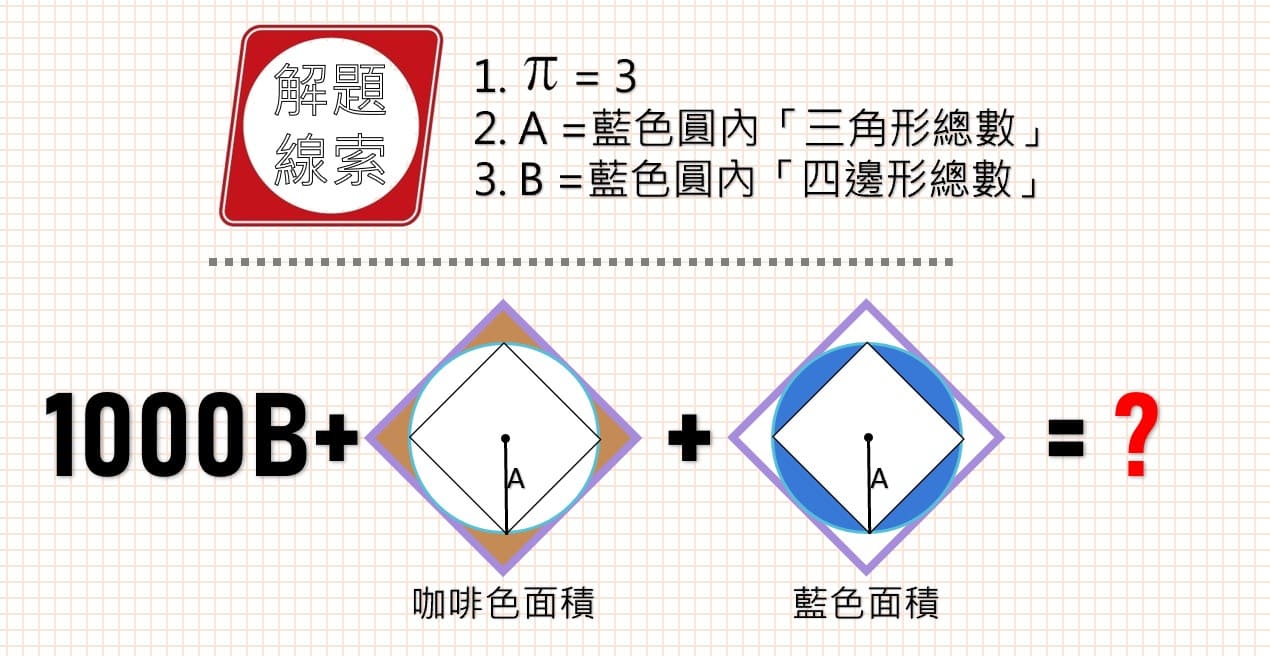 解題
線索
1. π = 3
2. A =藍色圓內「三角形總數」
3. B =藍色圓內「四邊形總數」
1000B+
A
+
A
= ?
咖啡色面積
藍色面積